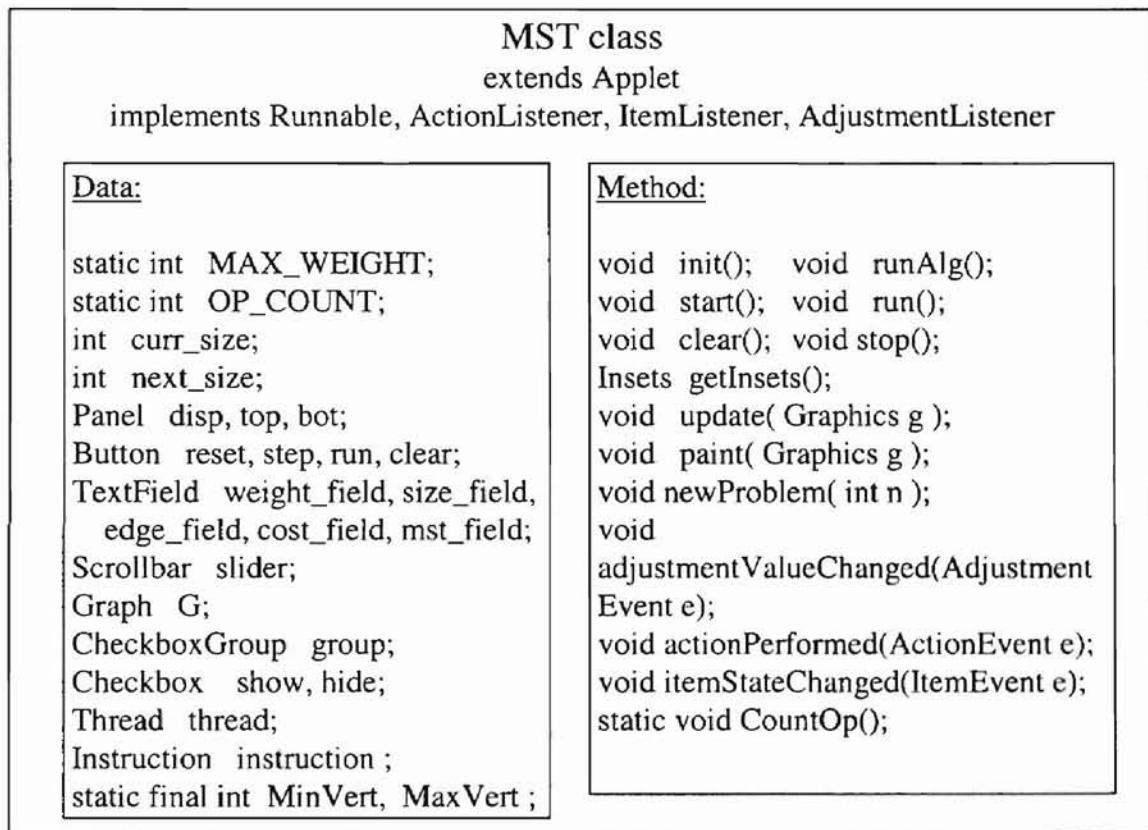 MST class
extends Applet
implements Runnable, ActionListener, ItemListener, AdjustmentListener
Data:
static int MAX_WEIGHT;
static int OP_COUNT;
int curr_size;
int next_size;
Panel disp, top, bot;
Button reset, step, run, clear;
TextField weight_field, size_field,
edge_field, cost_field, mst_field;
Scrollbar slider;
Graph G;
CheckboxGroup group;
Checkbox show, hide;
Thread thread;
Instruction instruction ;
static final int MinVert, MaxVert ;
Method:
void init(); void runAlg();
void start(); void run();
void clear(); void stop();
Insets getInsets();
void update( Graphics g );
void paint( Graphics g );
void newProblem( int n );
void
adjustmentValueChanged(Adjustment
Event e);
void actionPerformed(ActionEvent e);
void itemStateChanged(ItemEvent e);
static void CountOp();